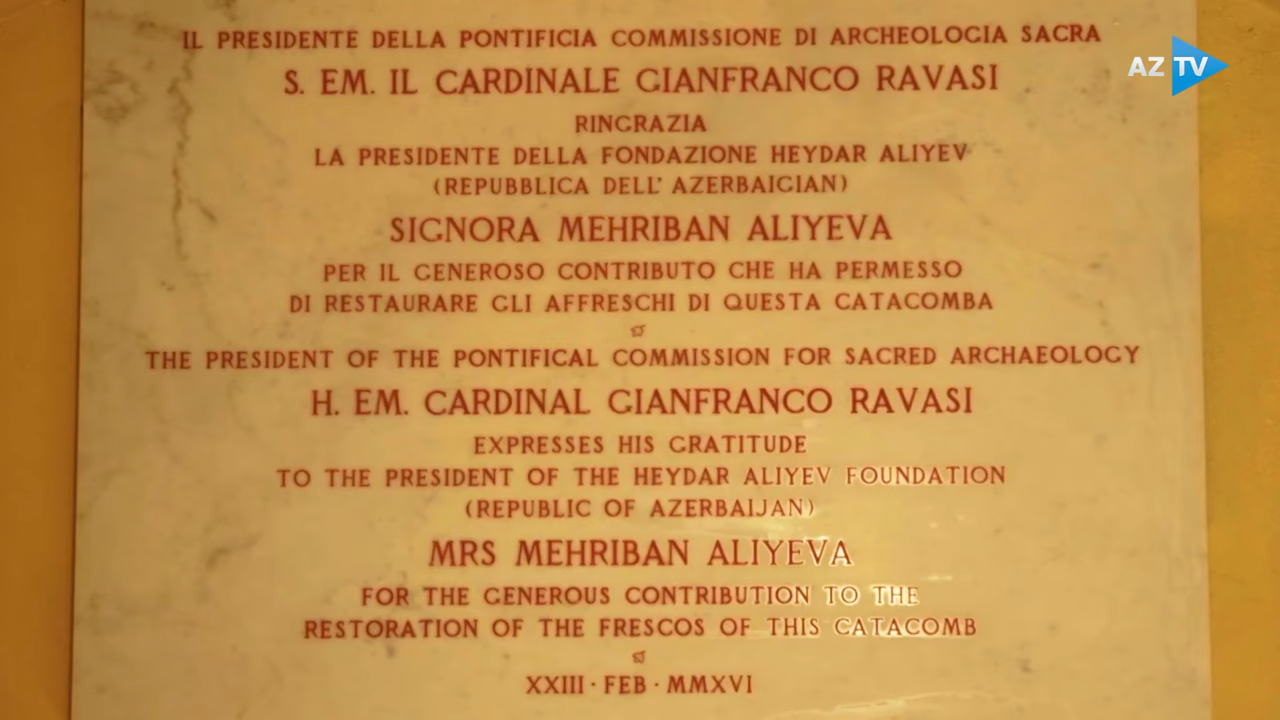 IL PRESIDENTE DELLA PONTIFICIA COMMISSIONE DI ARCHEOLOGIA SACRA
S. EM. IL CARDINALE GIANFRANCO RAVASI
RINGRAZIA
LA PRESIDENTE DELLA FONDAZIONE HEYDAR ALIYEV
(REPUBBLICA DELL' AZERBAIGIAN)
SIGNORA MEHRIBAN ALIYEVA
PER IL GENEROSO CONTRIBUTO CHE HA PERMESSO
DI RESTAURARE GLI AFFRESCHI DI QUESTA CATACOMBA
THE PRESIDENT OF THE PONTIFICAL COMMISSION FOR SACRED ARCHAEOLOGY
H. EM. CARDINAL GIANFRANCO RAVASI
EXPRESSES HIS GRATITUDE
TO THE PRESIDENT OF THE HEYDAR ALIYEV FOUNDATION
(REPUBLIC OF AZERBAIJAN)
MRS MEHRIBAN ALIYEVA
FOR THE GENEROUS CONTRIBUTION TO THE
RESTORATION OF THE FRESCOS OF THIS CATACOMB
XXIII · FEB · MMXVI
AZTV